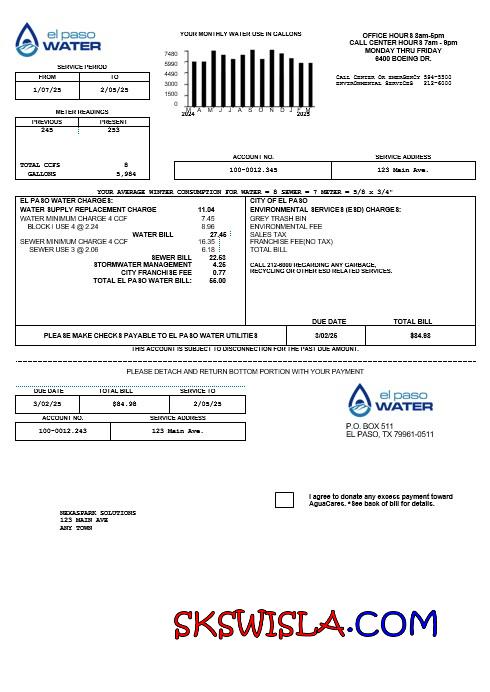 el paso
WATER
YOUR MONTHLY WATER USE IN GALLONS
OFFICE HOURS 8am-5pm
CALL CENTER HOURS 7am - 9pm
MONDAY THRU FRIDAY
6400 BOEING DR.
CALL CENTER OR EMERGENCY 594-5500
ENVIRONMENTAL SERVICES 212-6000
7480
5990
4490
3000
1500
0
M A M J J A S O N D J F M
2024 2025
SERVICE PERIOD
FROM TO
1/07/25 2/05/25
METER READINGS
PREVIOUS PRESENT
245 253
TOTAL CCFS 8
GALLONS 5,984
ACCOUNT NO. SERVICE ADDRESS
100-0012.345 123 Main Ave.
YOUR AVERAGE WINTER CONSUMPTION FOR WATER = 8 SEWER = 7 METER = 5/8 x 3/4"
EL PASO WATER CHARGES:
WATER SUPPLY REPLACEMENT CHARGE 11.04
WATER MINIMUM CHARGE 4 CCF 7.45
BLOCK I USE 4 @ 2.24 8.96
WATER BILL 27.45
SEWER MINIMUM CHARGE 4 CCF 16.35
SEWER USE 3 @ 2.06 6.18
SEWER BILL 22.53
STORMWATER MANAGEMENT 4.25
CITY FRANCHISE FEE 0.77
TOTAL EL PASO WATER BILL: 55.00
CITY OF EL PASO
ENVIRONMENTAL SERVICES (ESD) CHARGES:
GREY TRASH BIN
ENVIRONMENTAL FEE
SALES TAX
FRANCHISE FEE(NO TAX)
TOTAL BILL
CALL 212-6000 REGARDING ANY GARBAGE,
RECYCLING OR OTHER ESD RELATED SERVICES.
DUE DATE TOTAL BILL
PLEASE MAKE CHECKS PAYABLE TO EL PASO WATER UTILITIES 3/02/25 $84.98
THIS ACCOUNT IS SUBJECT TO DISCONNECTION FOR THE PAST DUE AMOUNT.
PLEASE DETACH AND RETURN BOTTOM PORTION WITH YOUR PAYMENT
DUE DATE TOTAL BILL SERVICE TO
3/02/25 $84.98 2/05/25
ACCOUNT NO. SERVICE ADDRESS
100-0012.243 123 Main Ave.
el paso
WATER
P.O. BOX 511
EL PASO, TX 79961-0511
I agree to donate any excess payment toward
AguaCares. *See back of bill for details.
NEXASPARK SOLUTIONS
123 MAIN AVE
ANY TOWN
SKSWISLA.COM